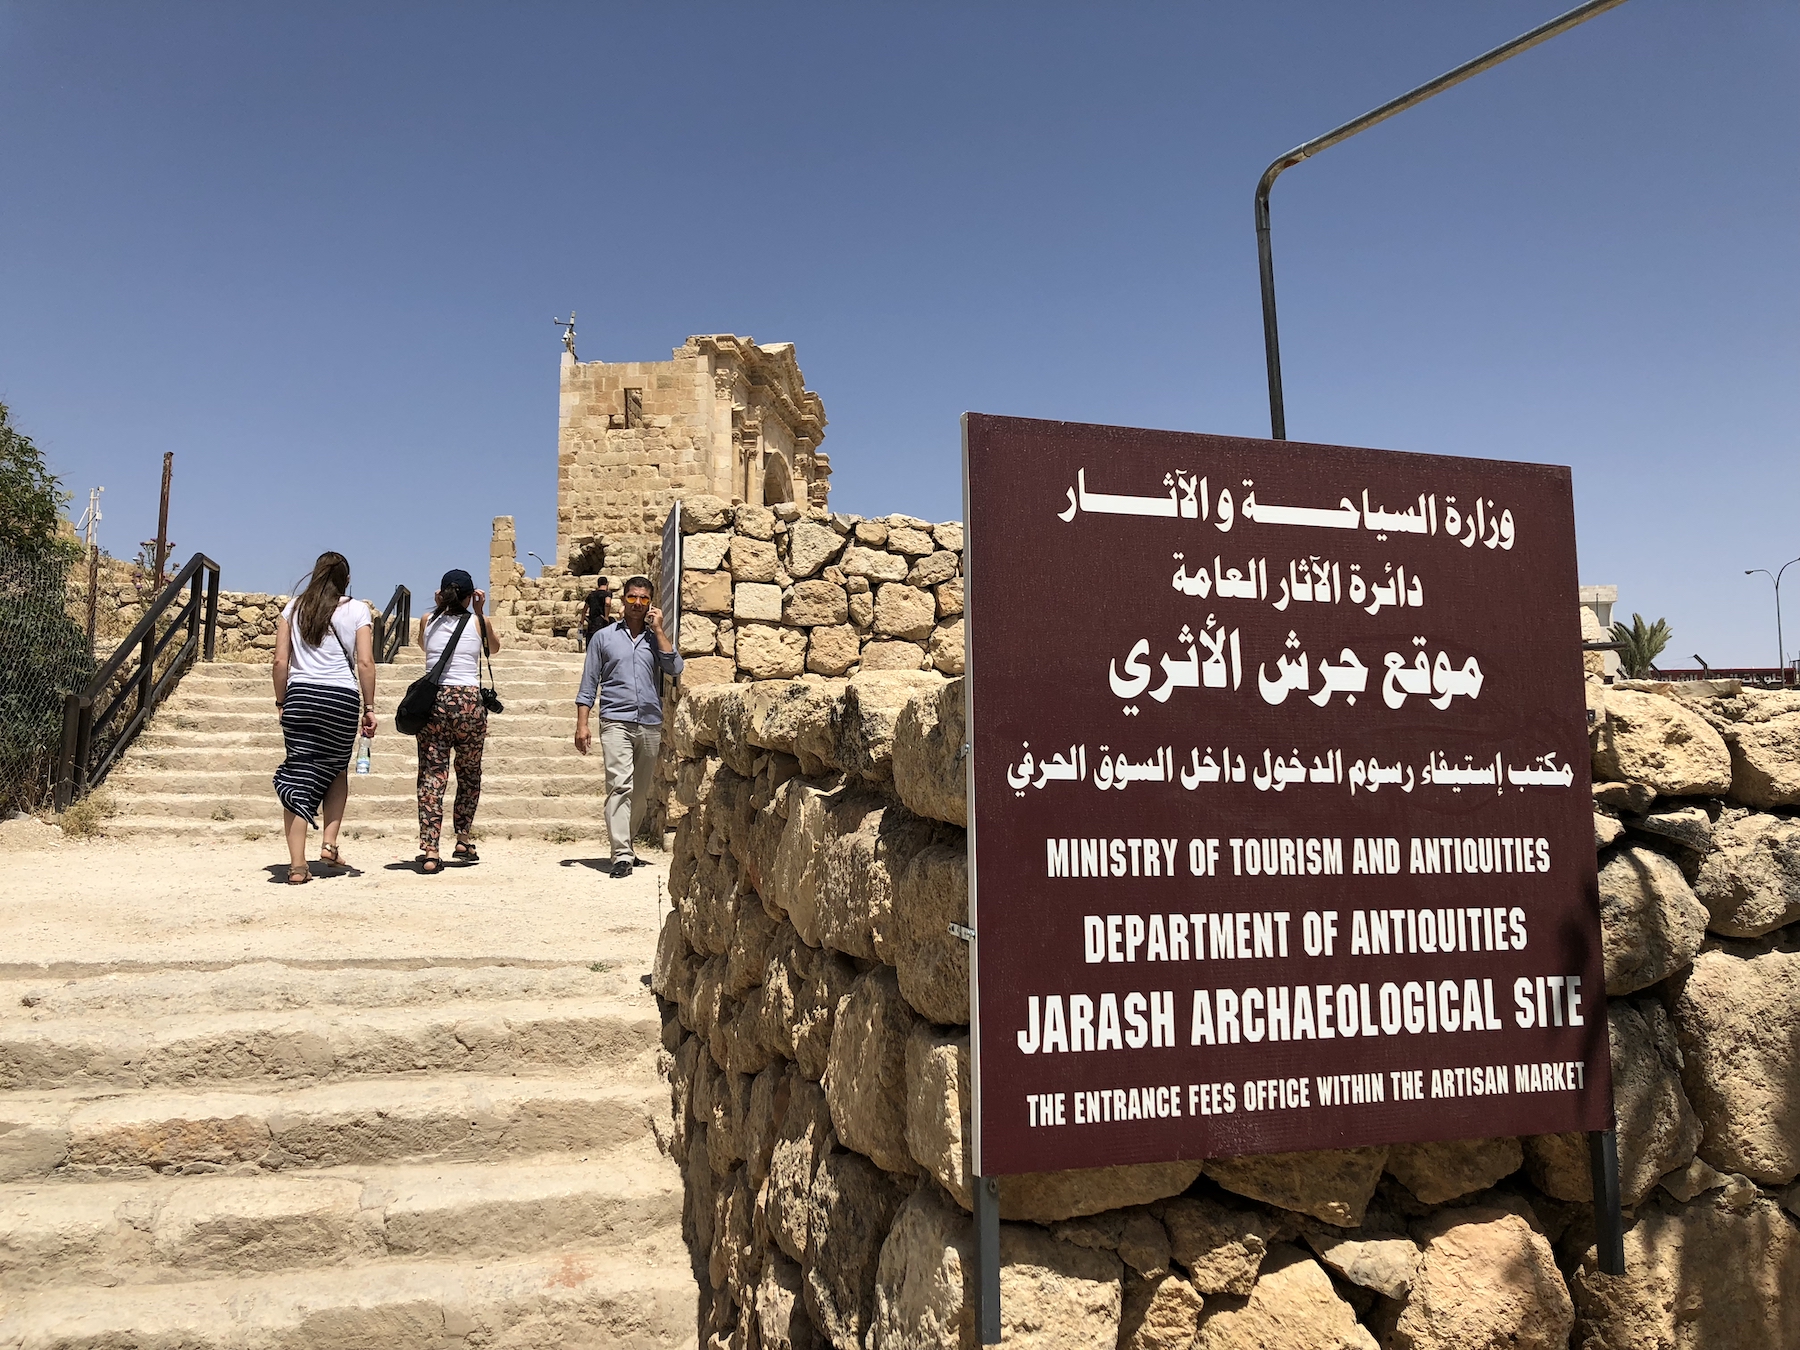 وزارة السياحة والآثار
دائرة الآثار العامة
موقع جرش الأثري
مكتب إستيفاء رسوم الدخول داخل السوق الحرفي
MINISTRY OF TOURISM AND ANTIQUITIES
DEPARTMENT OF ANTIQUITIES
JARASH ARCHAEOLOGICAL SITE
THE ENTRANCE FEES OFFICE WITHIN THE ARTISAN MARKET